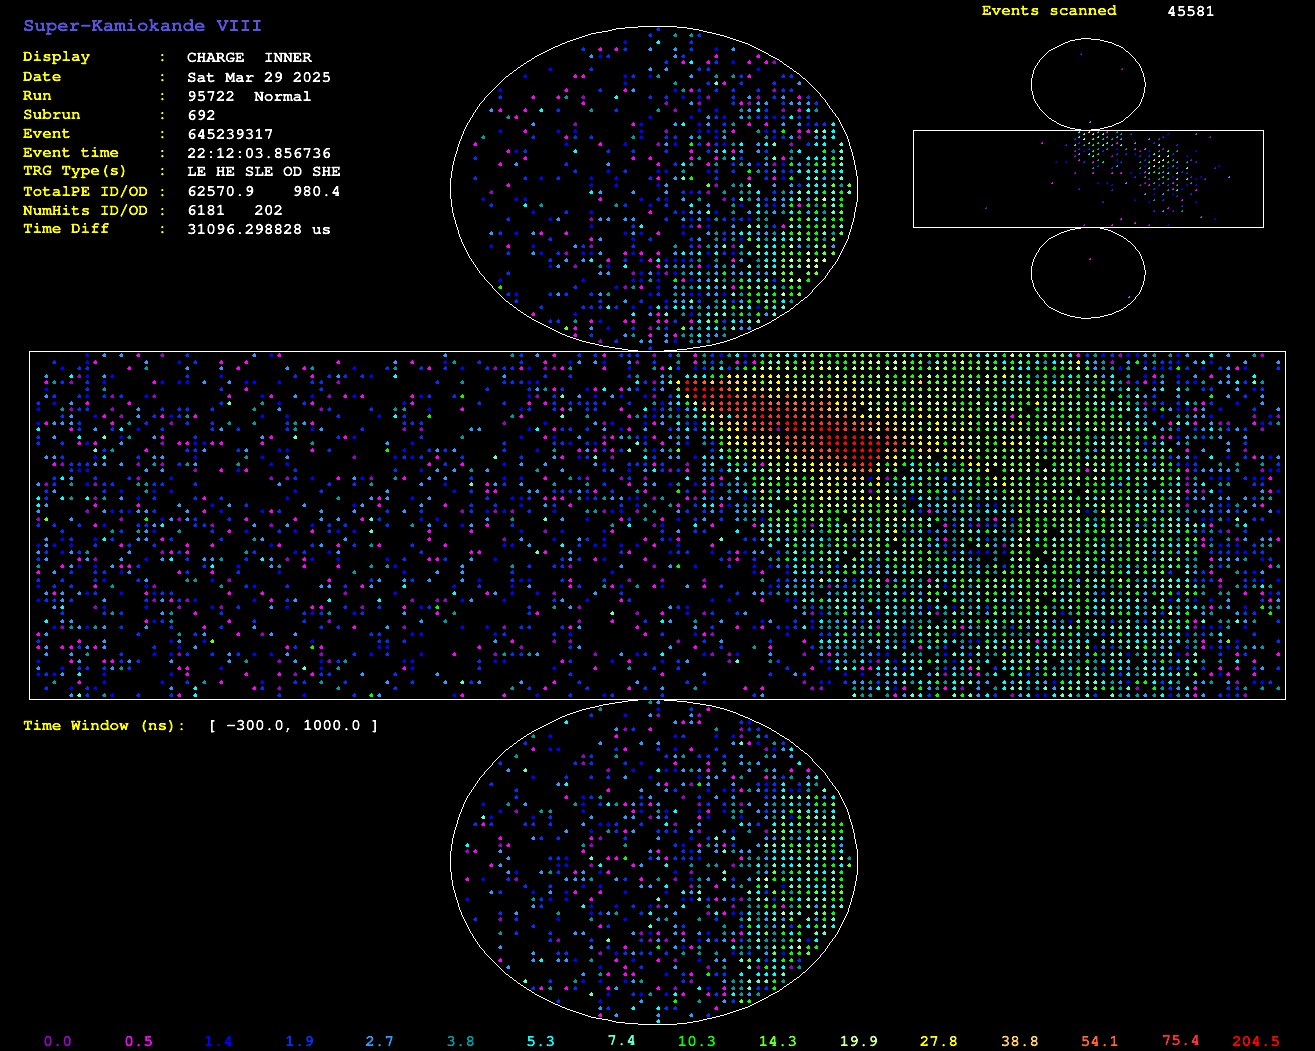 Super-Kamiokande VIII
Events scanned 45581
Display : CHARGE INNER
Date : Sat Mar 29 2025
Run : 95722 Normal
Subrun : 692
Event : 645239317
Event time : 22:12:03.856736
TRG Type(s) : LE HE SLE OD SHE
TotalPE ID/OD : 62570.9 980.4
NumHits ID/OD : 6181 202
Time Diff : 31096.298828 us
Time Window (ns): [ -300.0, 1000.0 ]
0.0 0.5 1.4 1.9 2.7 3.8 5.3 7.4 10.3 14.3 19.9 27.8 38.8 54.1 75.4 204.5